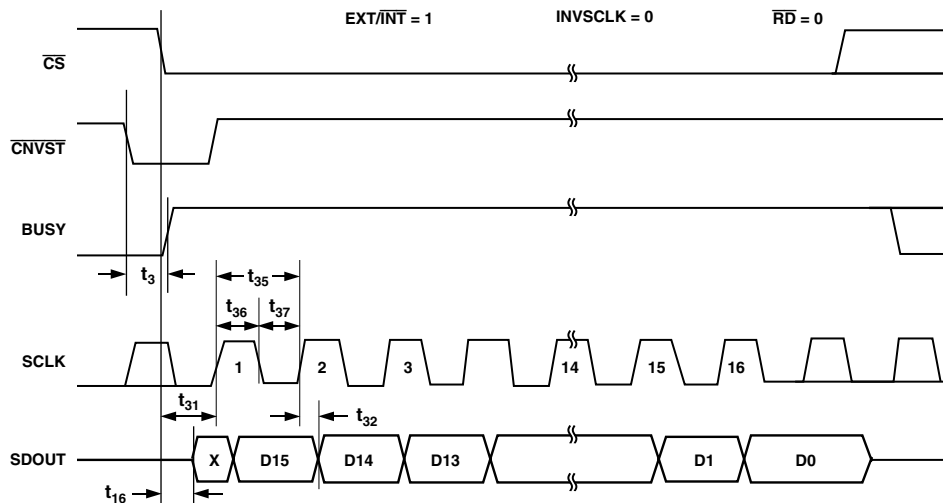 EXT/INT = 1 INVSCLK = 0 RD = 0
CS
CNVST
BUSY
t3
t35
t36 t37
SCLK 1 2 3 14 15 16
t31
t32
SDOUT X D15 D14 D13 D1 D0
t16